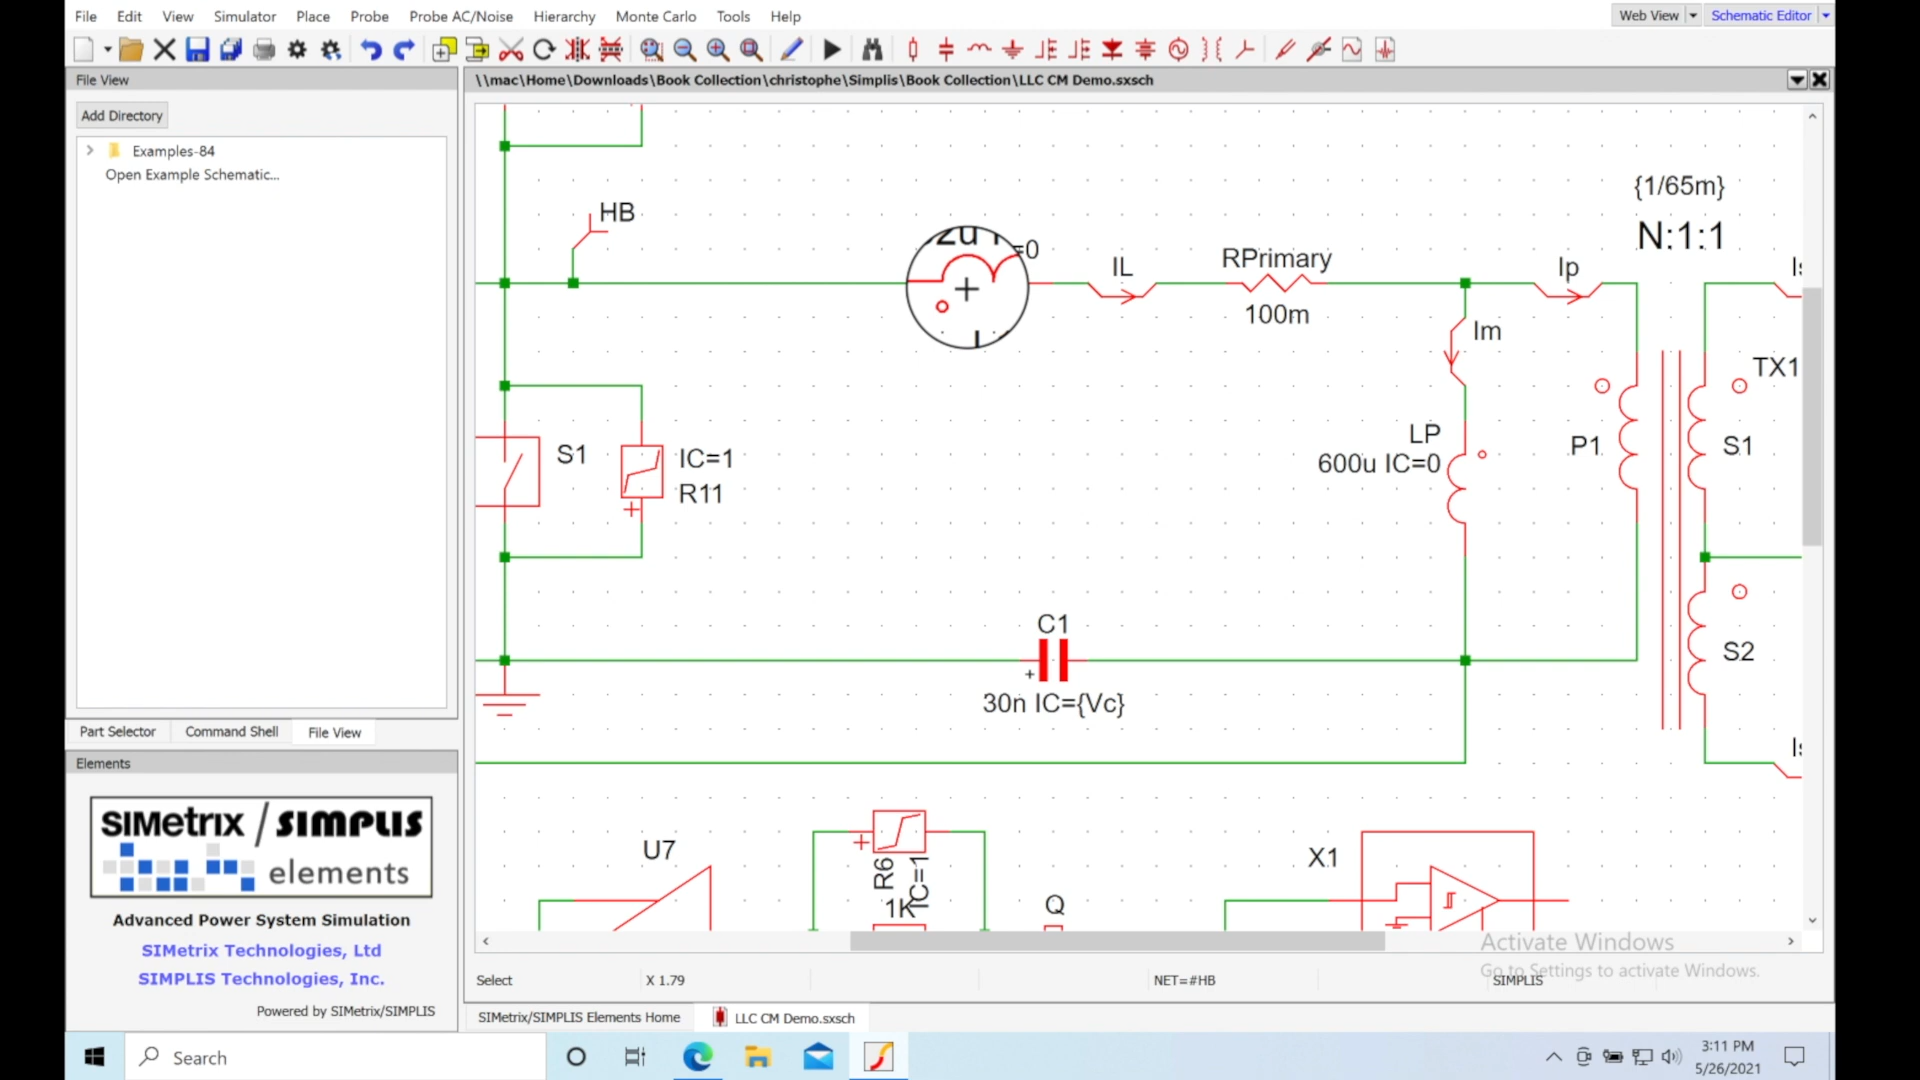 File Edit View Simulator Place Probe Probe AC/Noise Hierarchy Monte Carlo Tools Help
Web View Schematic Editor
File View
\\mac\Home\Downloads\Book Collection\christophe\Simplis\Book Collection\LLC CM Demo.sxsch
Add Directory
Examples-84
Open Example Schematic...
{1/65m}
N:1:1
HB
=0
IL
RPrimary
100m
Ip
Im
TX1
LP
600u IC=0
P1
S1
S1
IC=1
R11
C1
30n IC={Vc}
S2
U7
R6
IC=1
1K
Q
X1
Part Selector Command Shell File View
Elements
SIMetrix / SIMPLIS
elements
Advanced Power System Simulation
SIMetrix Technologies, Ltd
SIMPLIS Technologies, Inc.
Powered by SIMetrix/SIMPLIS
Activate Windows
Go to Settings to activate Windows.
Select X 1.79 NET=#HB SIMPLIS
SIMetrix/SIMPLIS Elements Home LLC CM Demo.sxsch
Search
3:11 PM
5/26/2021